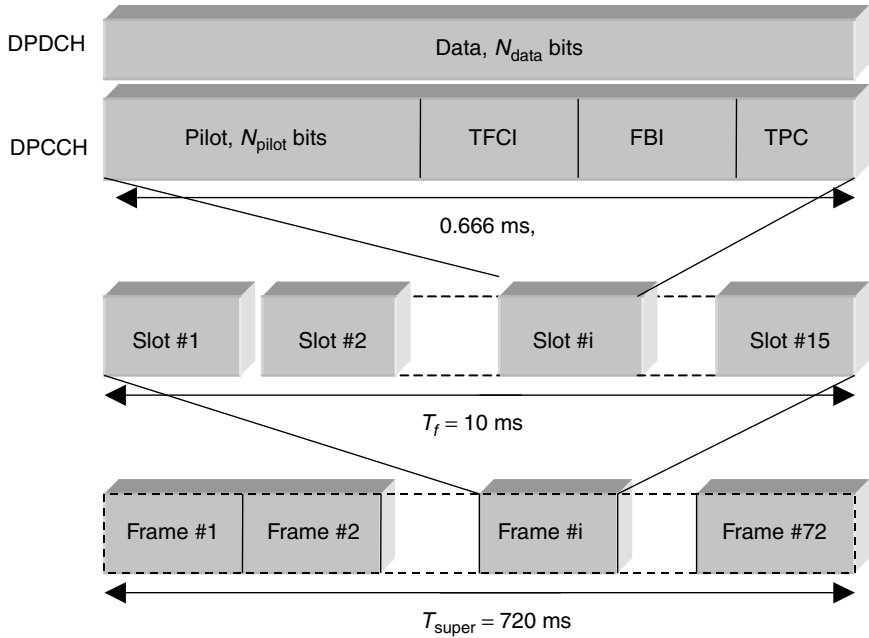 DPDCH
Data, N_data bits
DPCCH
Pilot, N_pilot bits
TFCI
FBI
TPC
0.666 ms,
Slot #1
Slot #2
Slot #i
Slot #15
T_f = 10 ms
Frame #1
Frame #2
Frame #i
Frame #72
T_super = 720 ms